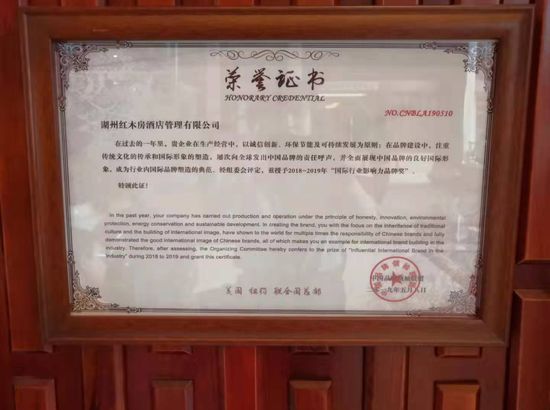 荣誉证书
HONORARY CREDENTIAL
NO.CNBLA190510
湖州红木房酒店管理有限公司
在过去的一年里，贵企业在生产经营中，以诚信创新、环保节能及可持续发展为原则；在品牌建设中，注重
传统文化的传承和国际形象的塑造，屡次向全球发出中国品牌的责任呼声，并全面展现中国品牌的良好国际形
象，成为行业内国际品牌塑造的典范。经组委会评定，兹授予2018~2019年“国际行业影响力品牌奖”。
特颁此证！
In the past year, your company has carried out production and operation under the principle of honesty, innovation, environmental
protection, energy conservation and sustainable development. In creating the brand, you with the focus on the inheritance of traditional
culture and the building of international image, have shown to the world for multiple times the responsibility of Chinese brands and fully
demonstrated the good international image of Chinese brands, all of which makes you an example for international brand building in the
industry. Therefore, after assessing, the Organizing Committee hereby confers to the prize of "Influential International Brand in the
Industry" during 2018 to 2019 and grant this certificate.
美国 纽约 联合国总部
二〇一九年五月八日